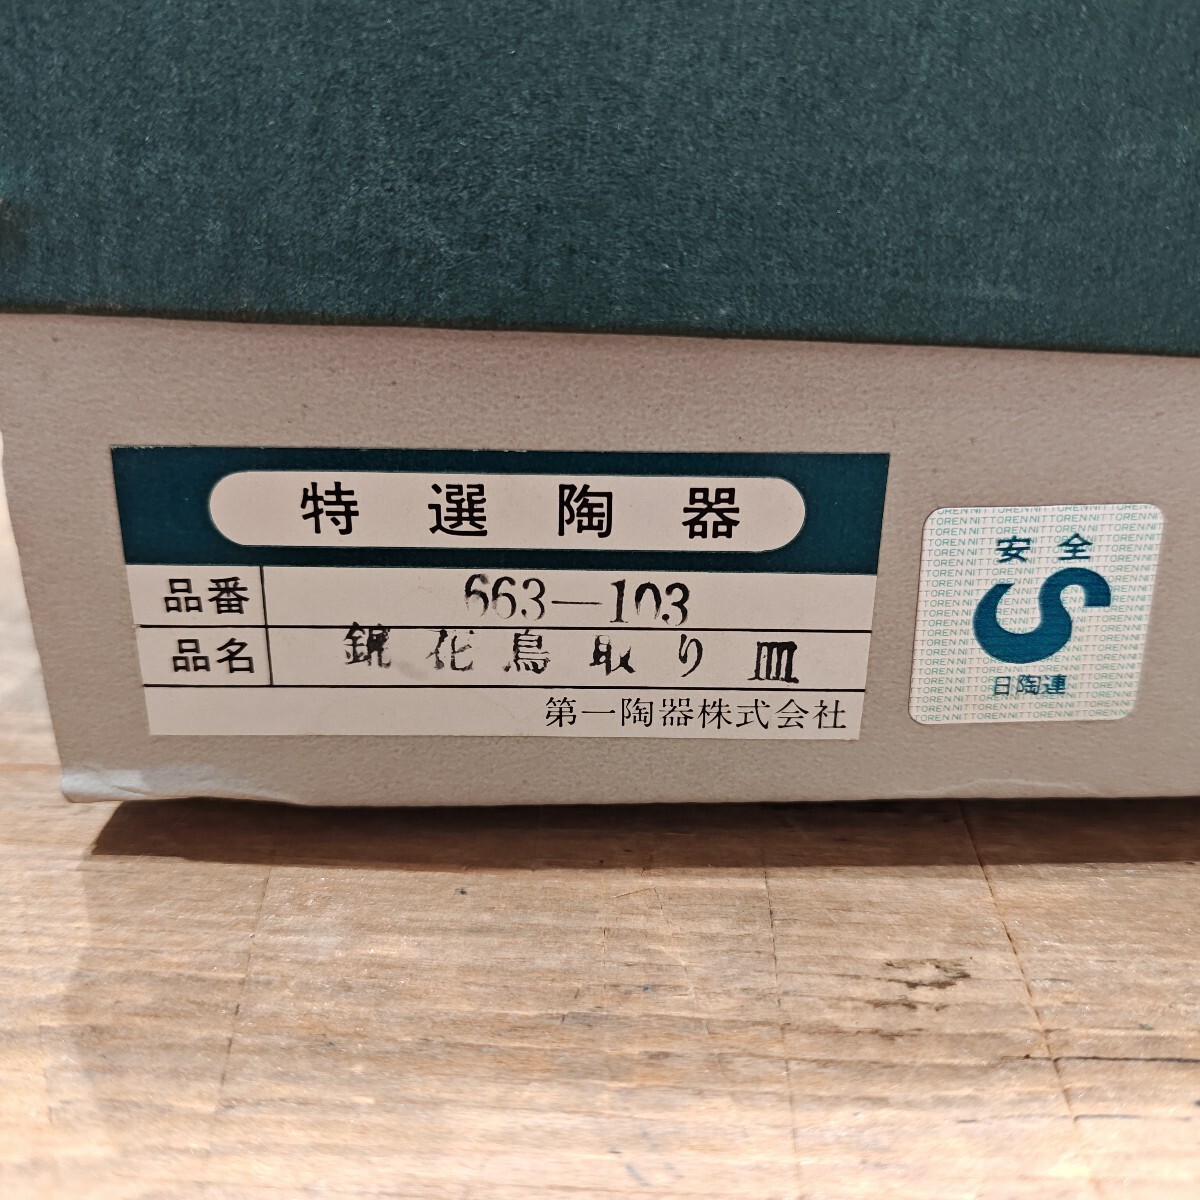 特選陶器
品番 663-103
品名 銀花鳥取り皿
第一陶器株式会社
安全
S
日陶連